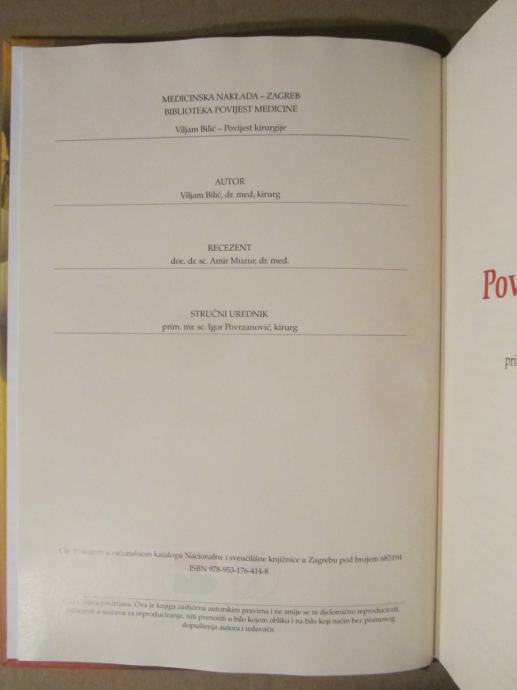 MEDICINSKA NAKLADA – ZAGREB
BIBLIOTEKA POVIJEST MEDICINE
Viljam Bilić – Povijest kirurgije
AUTOR
Viljam Bilić, dr. med, kirurg
RECEZENT
doc. dr. sc. Amir Muzur, dr. med.
STRUČNI UREDNIK
prim. mr. sc. Igor Povrzanović, kirurg
računalnom katalogu Nacionalne i sveučilišne knjižnice u Zagrebu pod brojem 683194
ISBN 978-953-176-414-8
Ova je knjiga zaštićena autorskim pravima i ne smije se ni djelomično reproducirati,
u sustavu za reproduciranje, niti prenositi u bilo kojem obliku i na bilo koji način bez pismenog
dopuštenja autora i izdavača.
Pov
pri